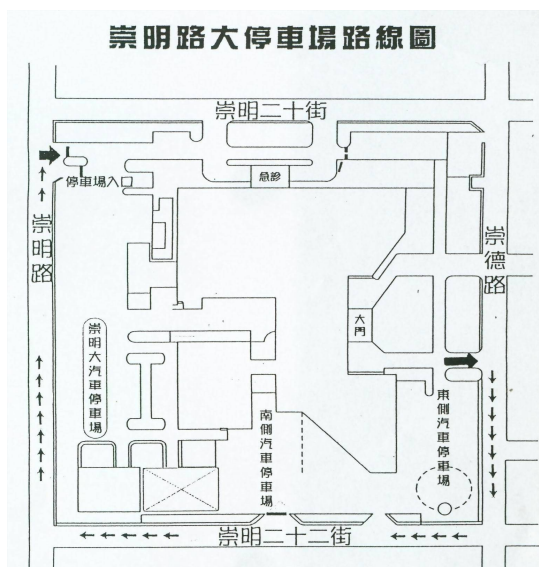 崇明路大停車場路線圖
崇明二十街
急診
停車場入口
崇明路
崇德路
大門
崇明大汽車停車場
南側汽車停車場
東側汽車停車場
崇明二十二街